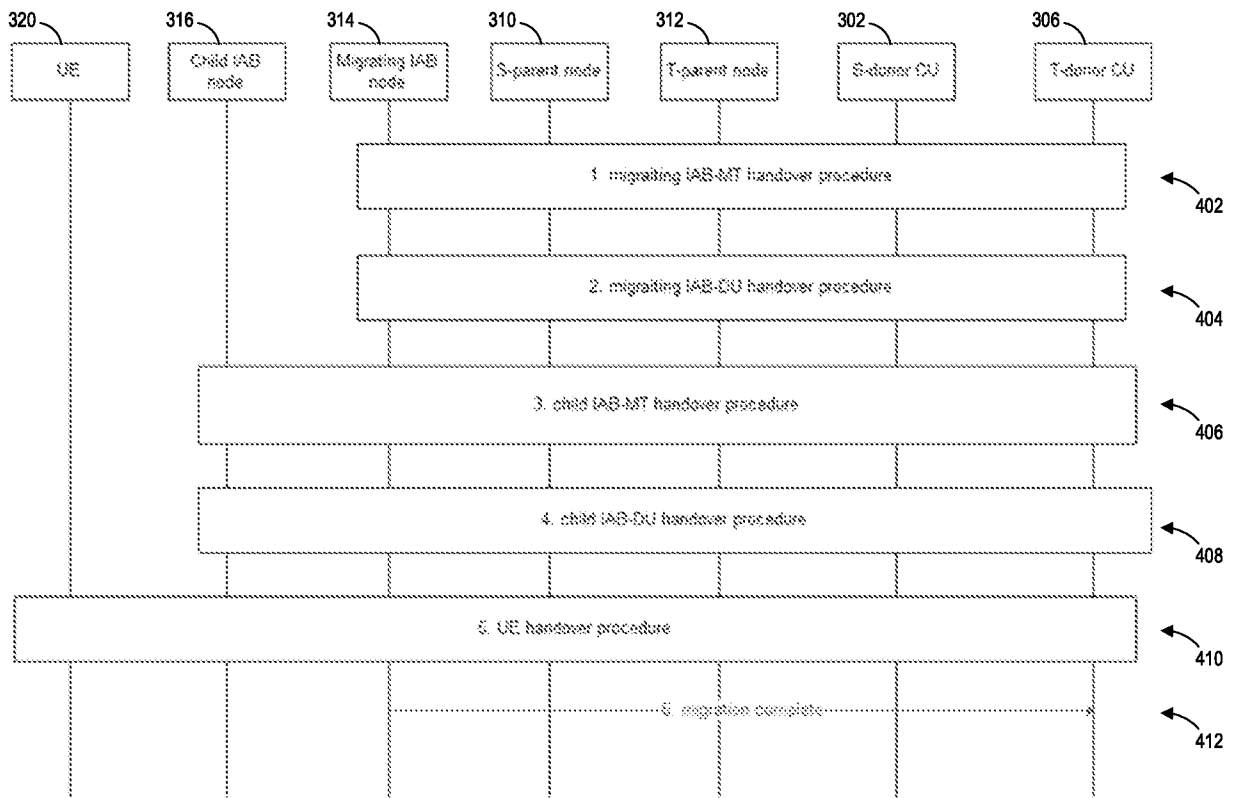 320
316
314
310
312
302
306
UE
Child IAB
node
Migrating IAB
node
S-parent node
T-parent node
S-donor CU
T-donor CU
1. migraiting IAB-MT handover procedure
402
2. migraiting IAB-DU handover procedure
404
3. child IAB-MT handover procedure
406
4. child IAB-DU handover procedure
408
5. UE handover procedure
410
6. migration complete
412